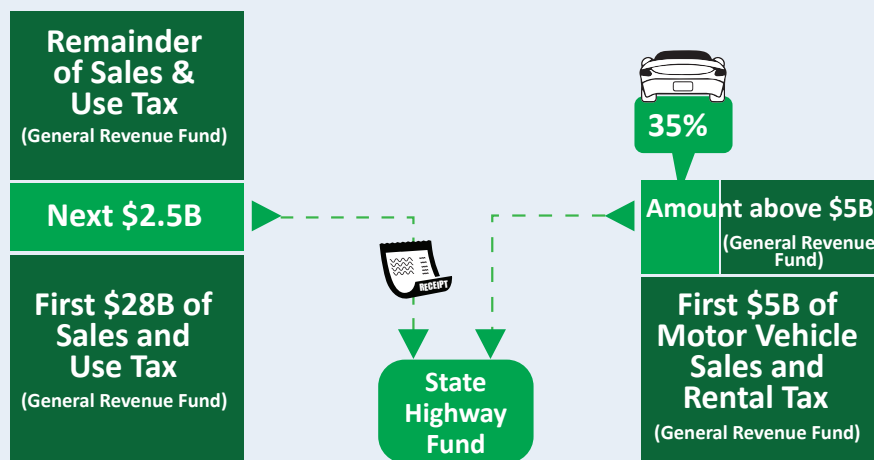 Remainder
of Sales &
Use Tax
(General Revenue Fund)
Next $2.5B
First $28B of
Sales and
Use Tax
(General Revenue Fund)
RECEIPT
State
Highway
Fund
35%
Amount above $5B
(General Revenue
Fund)
First $5B of
Motor Vehicle
Sales and
Rental Tax
(General Revenue Fund)